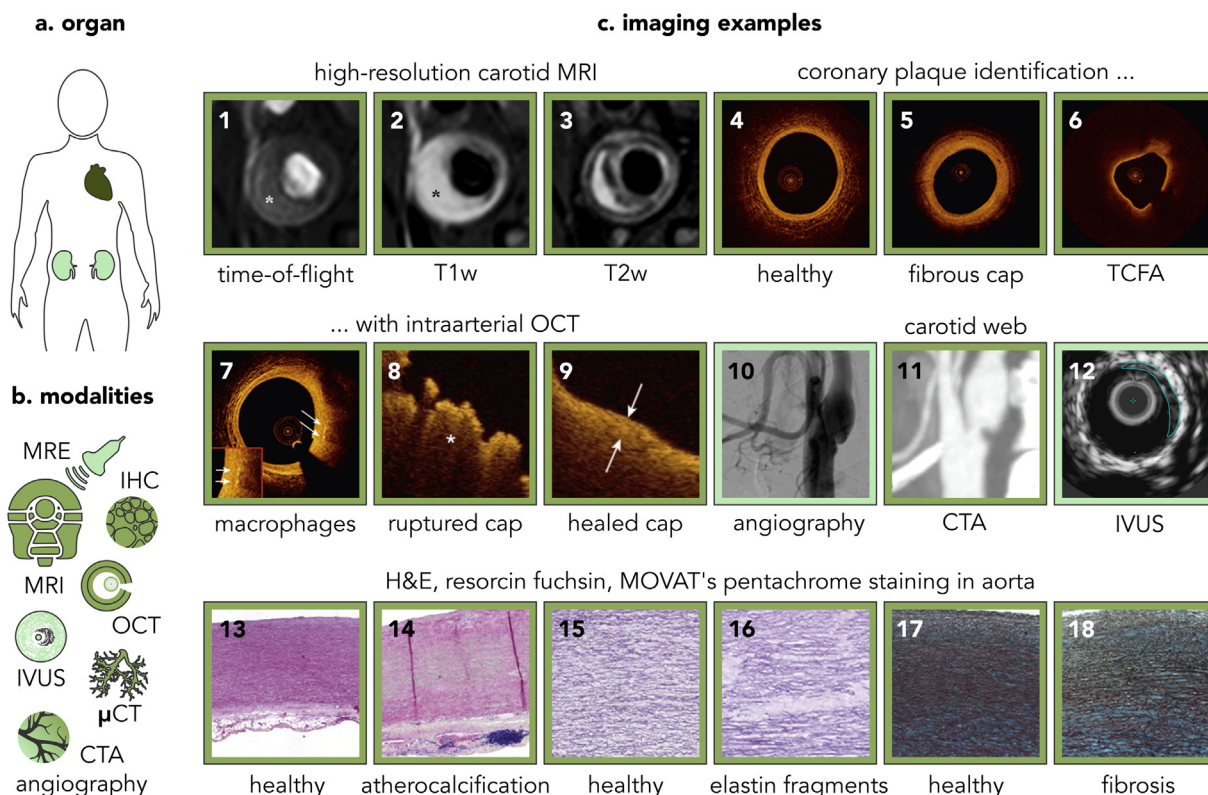 a. organ
c. imaging examples
high-resolution carotid MRI
coronary plaque identification ...
1
2
3
4
5
6
*
*
time-of-flight
T1w
T2w
healthy
fibrous cap
TCFA
... with intraarterial OCT
carotid web
7
8
9
10
11
12
*
macrophages
ruptured cap
healed cap
angiography
CTA
IVUS
b. modalities
MRE
IHC
MRI
OCT
IVUS
µCT
CTA
angiography
H&E, resorcin fuchsin, MOVAT's pentachrome staining in aorta
13
14
15
16
17
18
healthy
atherocalcification
healthy
elastin fragments
healthy
fibrosis